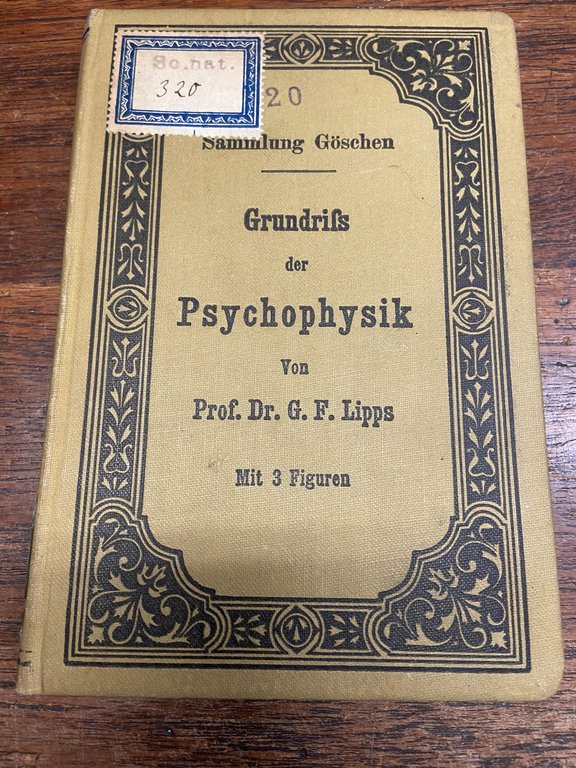 So.nat.
320
20
Sammlung Göschen
Grundriſs
der
Psychophysik
Von
Prof. Dr. G. F. Lipps
Mit 3 Figuren